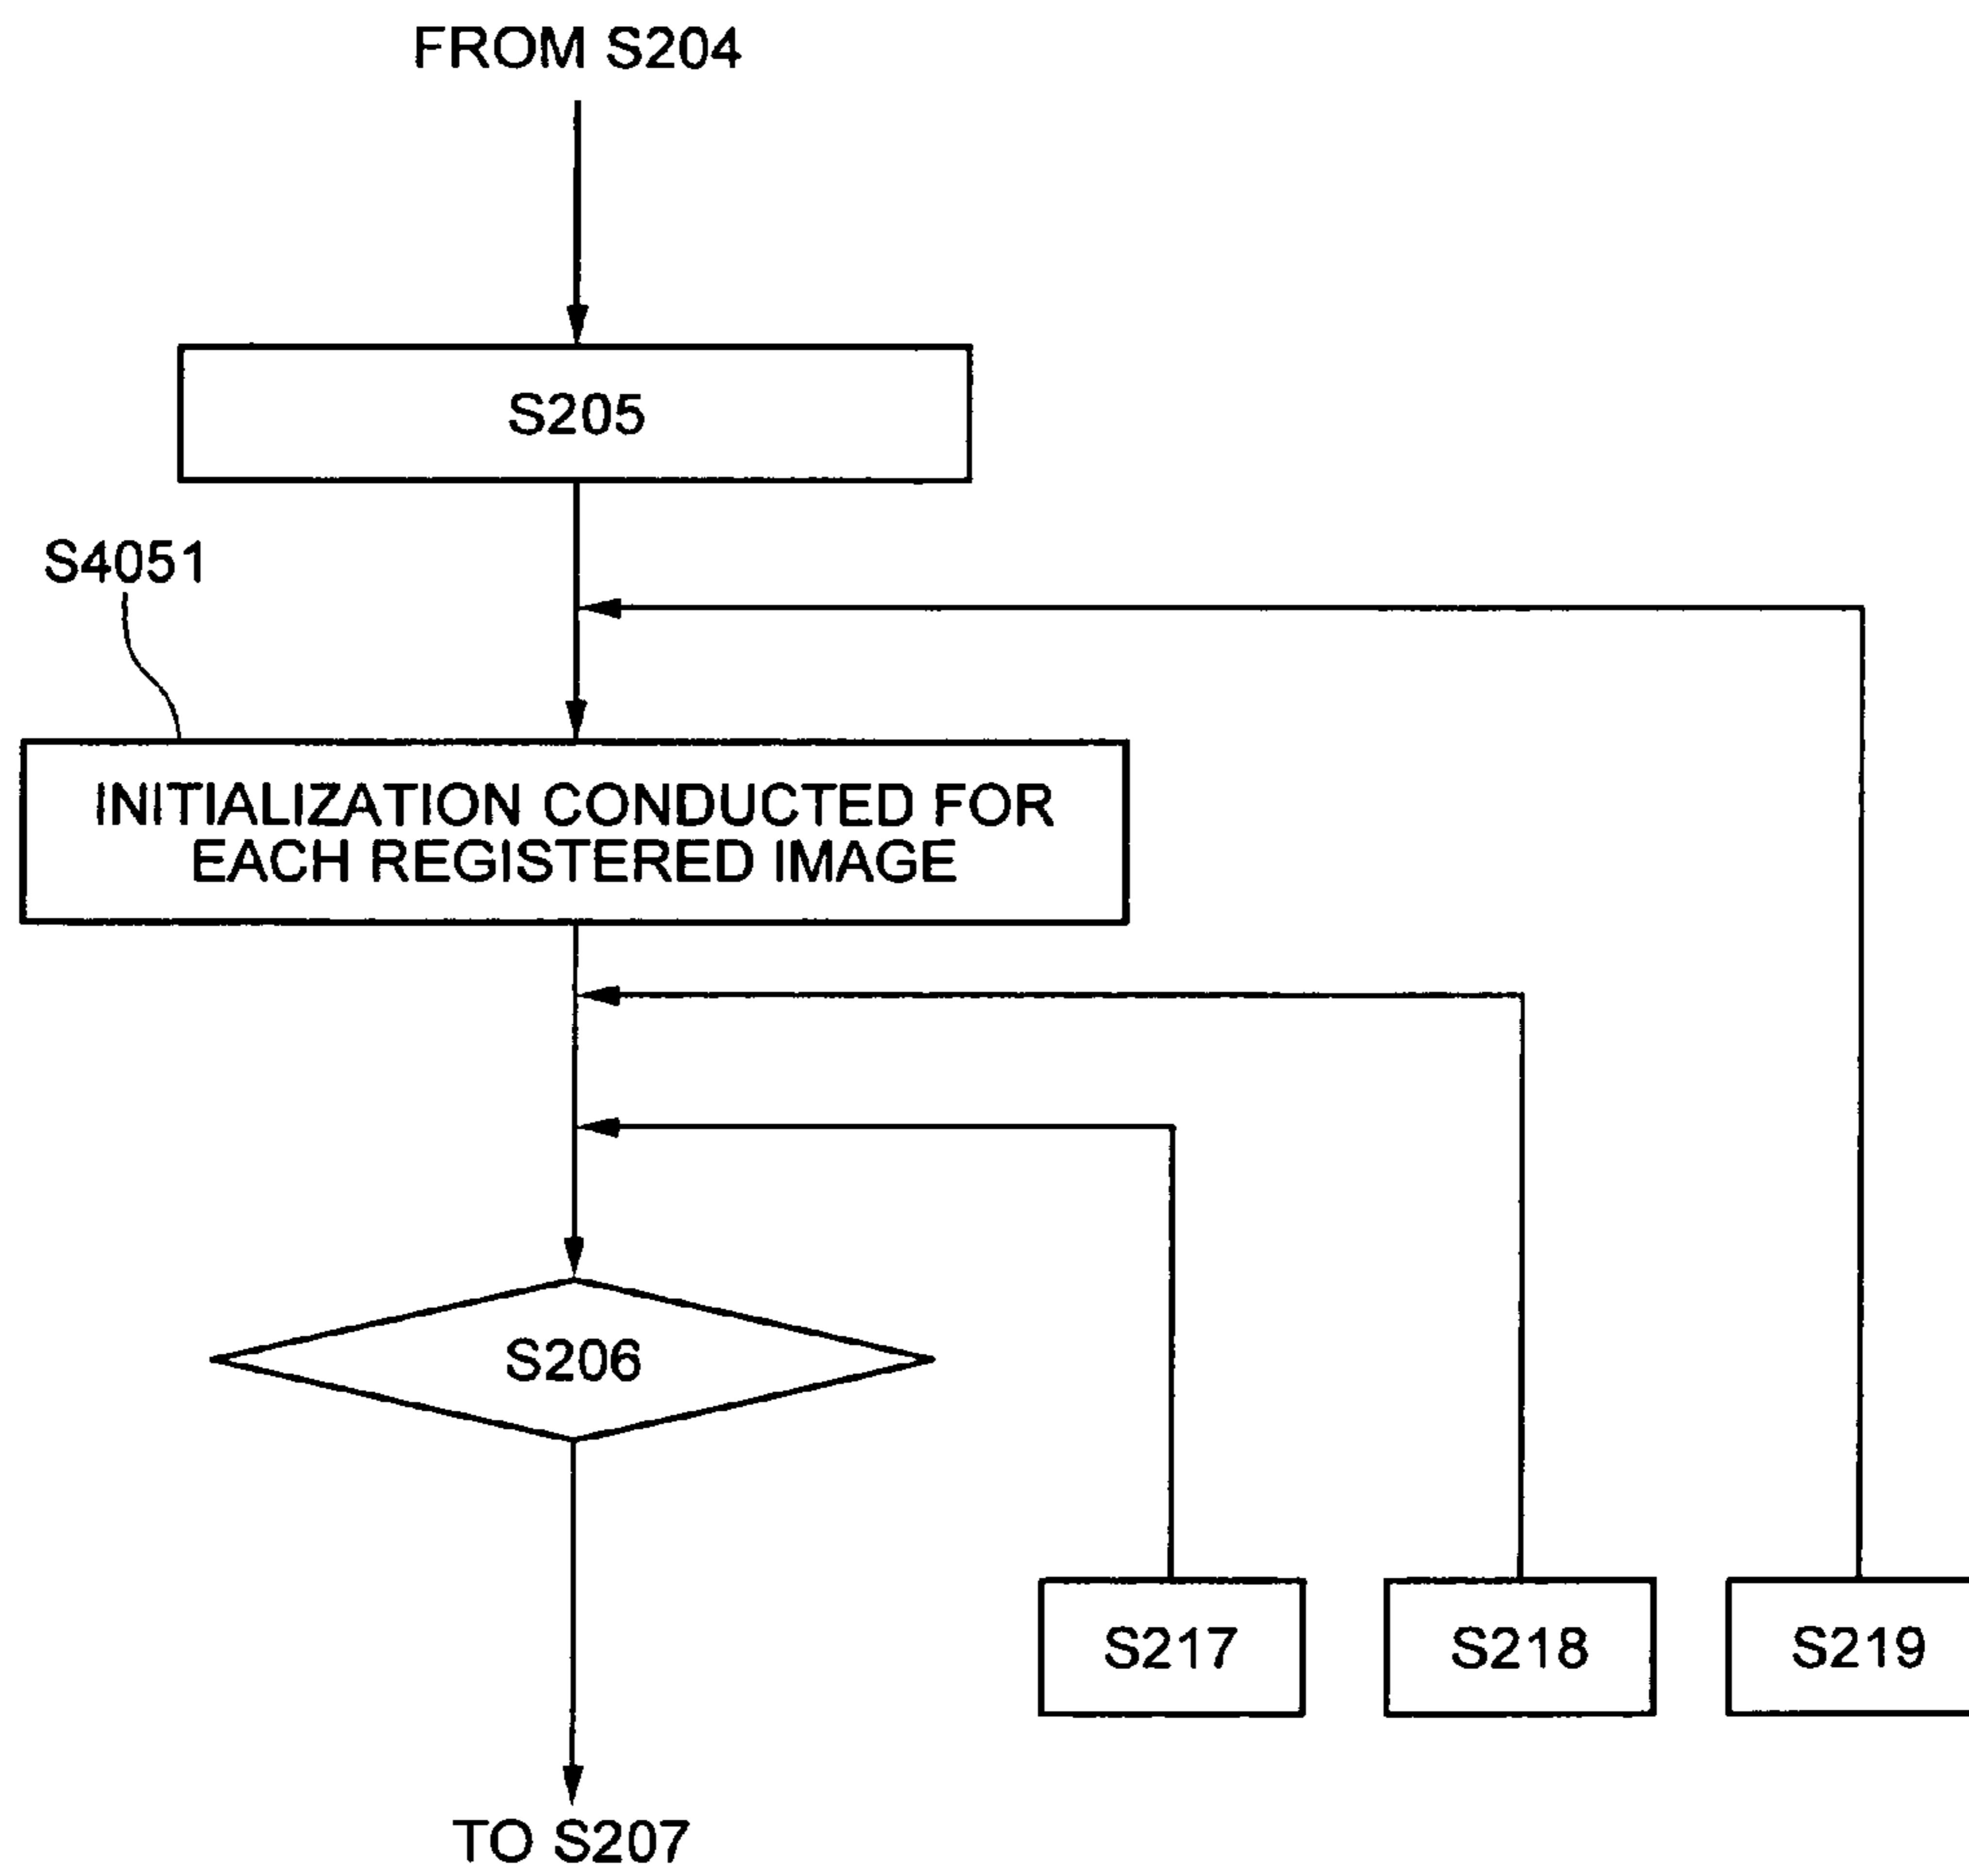 FROM S204
S205
S4051
INITIALIZATION CONDUCTED FOR
EACH REGISTERED IMAGE
S206
S217
S218
S219
TO S207